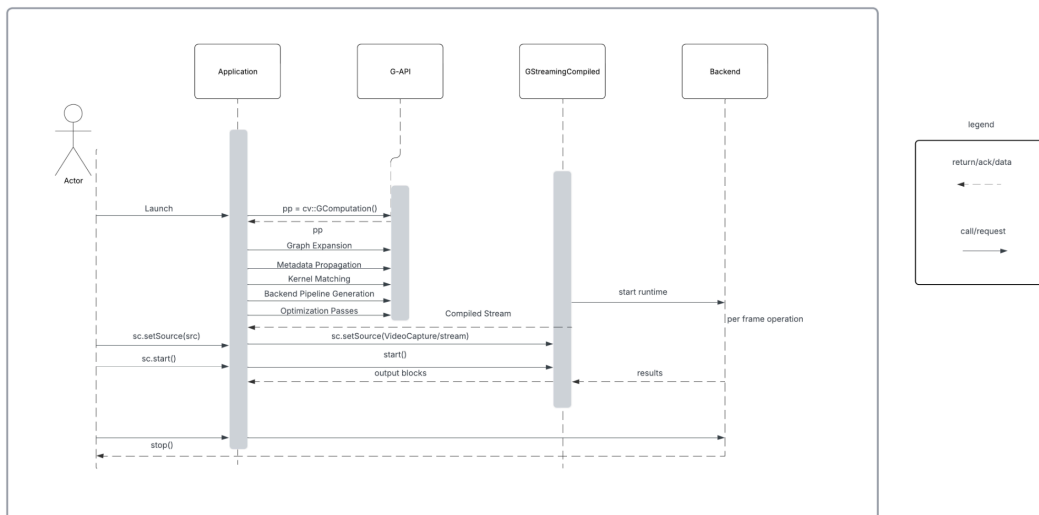 Application
G-API
GStreamingCompiled
Backend
legend
return/ack/data
call/request
Actor
Launch
pp = cv::GComputation()
pp
Graph Expansion
Metadata Propagation
Kernel Matching
Backend Pipeline Generation
start runtime
Optimization Passes
Compiled Stream
per frame operation
sc.setSource(src)
sc.setSource(VideoCapture/stream)
sc.start()
start()
output blocks
results
stop()